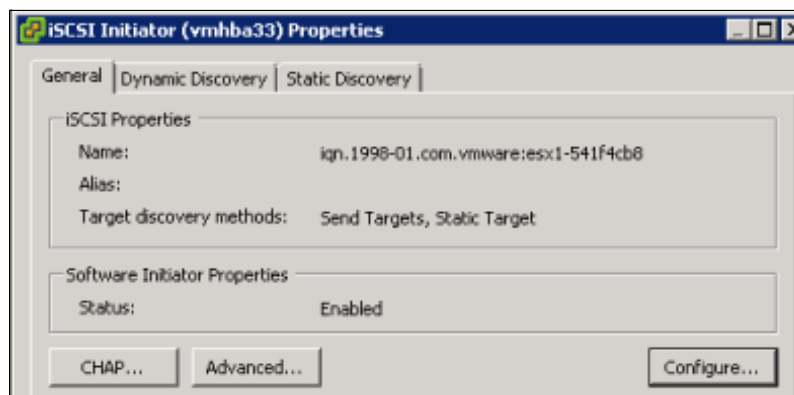 iSCSI Initiator (vmhba33) Properties
General Dynamic Discovery Static Discovery
iSCSI Properties
Name: iqn.1998-01.com.vmware:esx1-541f4cb8
Alias:
Target discovery methods: Send Targets, Static Target
Software Initiator Properties
Status: Enabled
CHAP... Advanced... Configure...